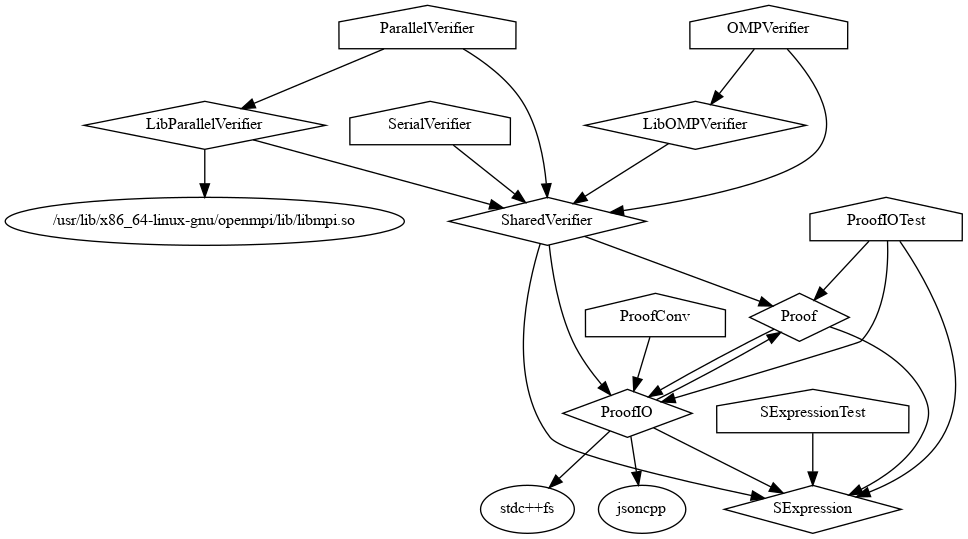 ParallelVerifier
OMPVerifier
LibParallelVerifier
SerialVerifier
LibOMPVerifier
/usr/lib/x86_64-linux-gnu/openmpi/lib/libmpi.so
SharedVerifier
ProofIOTest
ProofConv
Proof
ProofIO
SExpressionTest
stdc++fs
jsoncpp
SExpression